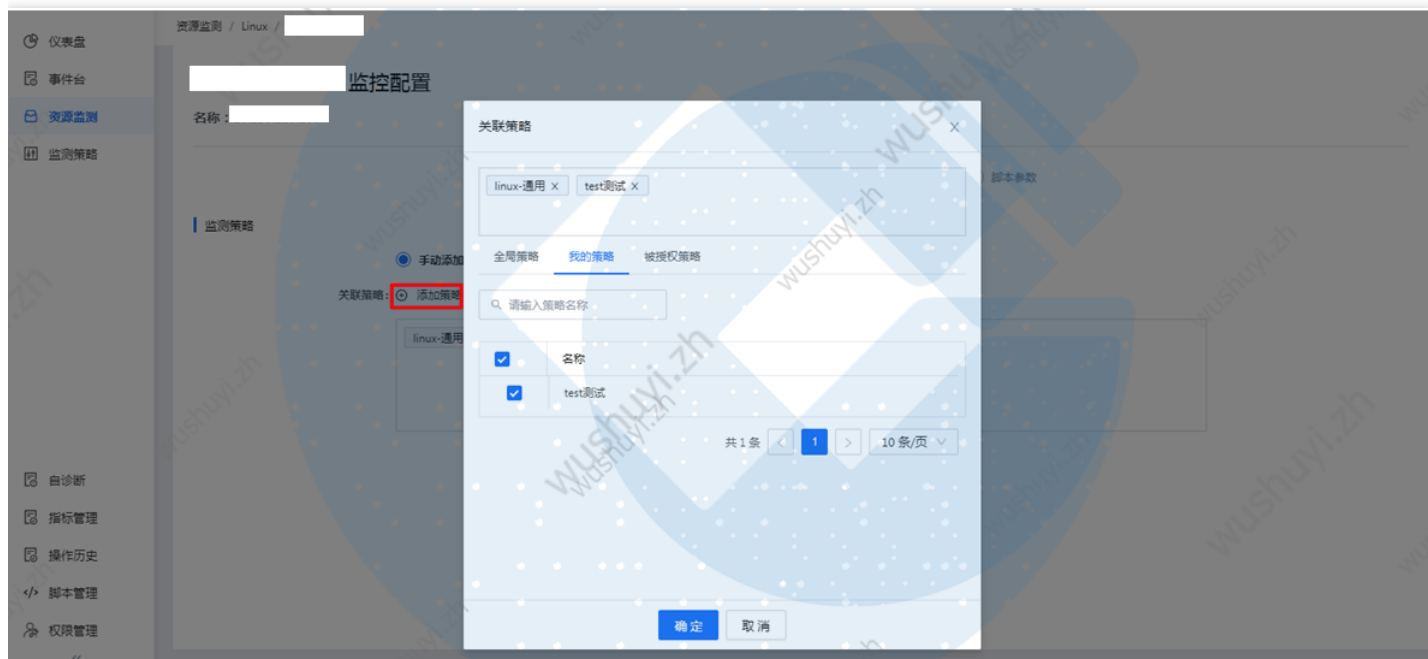 资源监测 / Linux /
仪表盘
事件台
资源监测
监测策略
自诊断
指标管理
操作历史
脚本管理
权限管理
监控配置
名称：
脚本参数
监测策略
手动添加
关联策略: 添加策略
linux-通用
关联策略
linux-通用 test测试
全局策略 我的策略 被授权策略
请输入策略名称
名称
test测试
共1条 1 10 条/页
确定 取消
wushuyi.zh